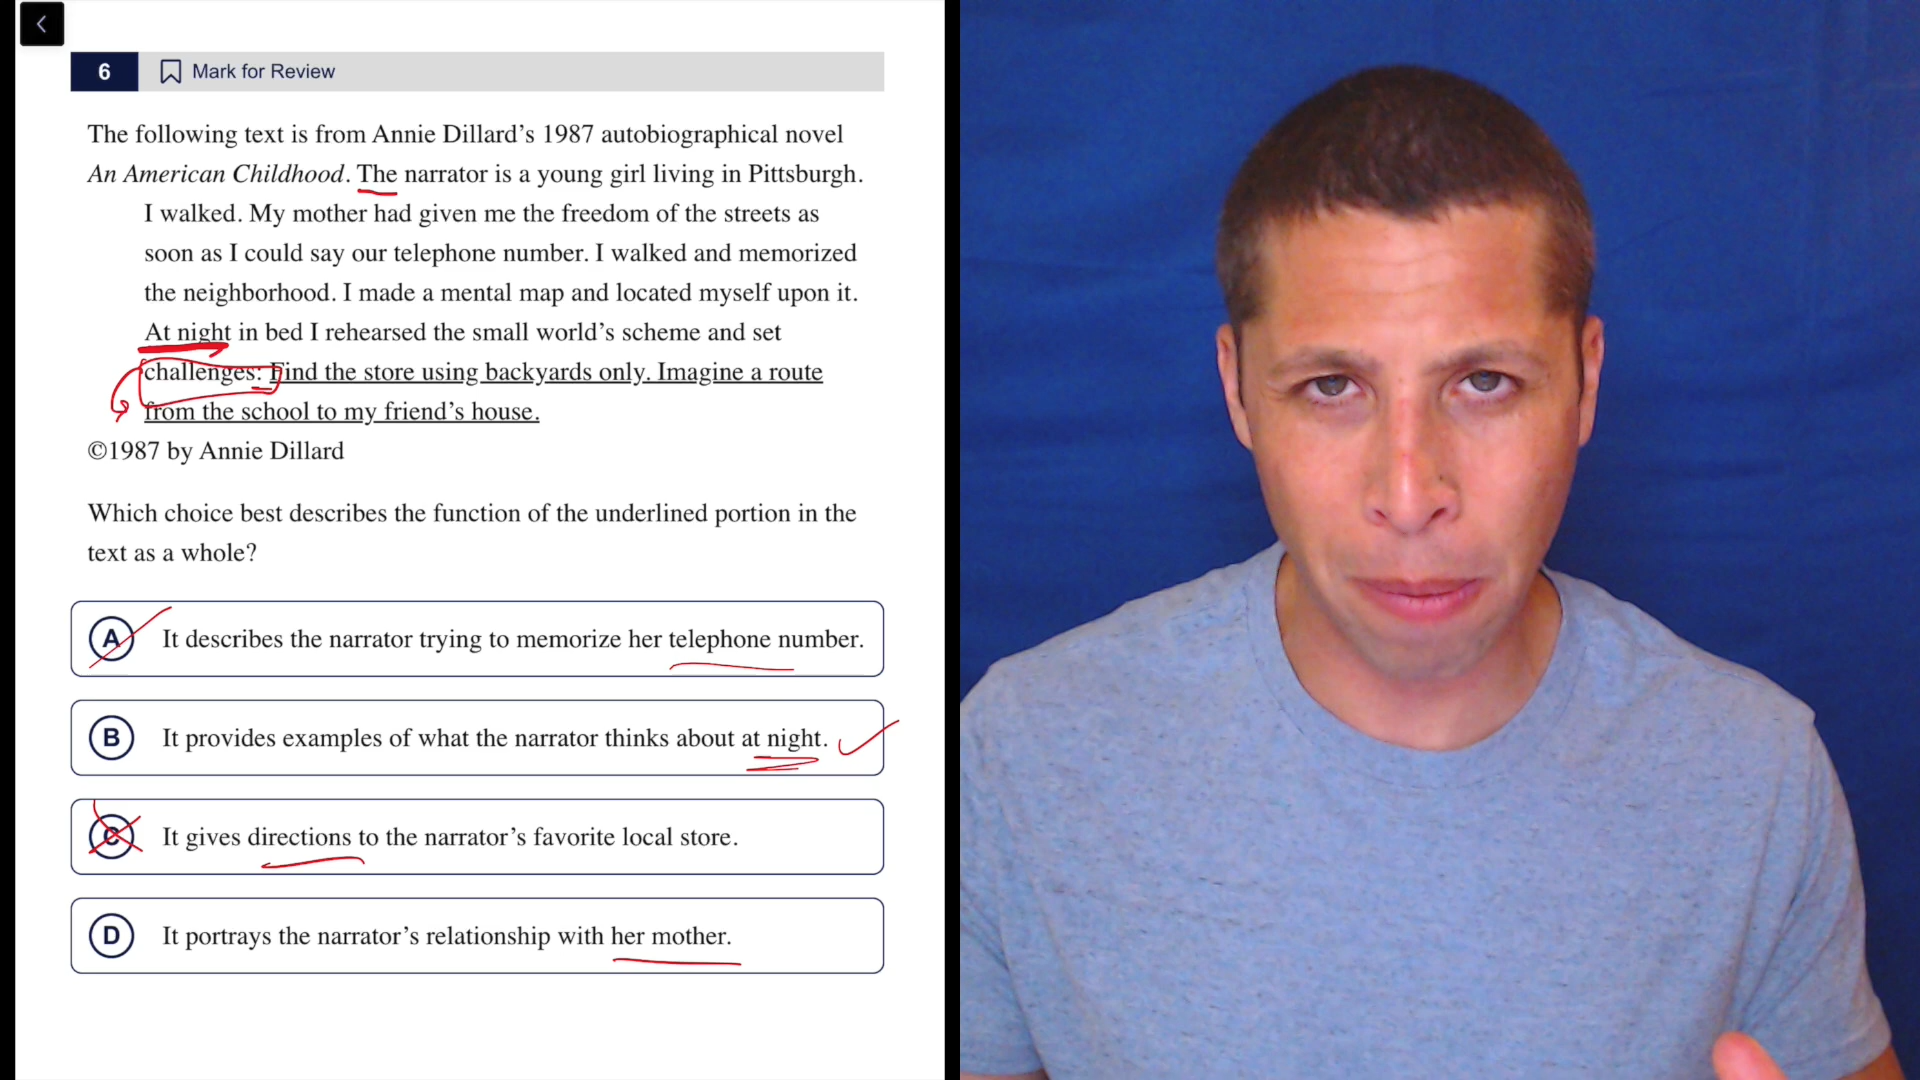 6 Mark for Review
The following text is from Annie Dillard’s 1987 autobiographical novel
An American Childhood. The narrator is a young girl living in Pittsburgh.
I walked. My mother had given me the freedom of the streets as
soon as I could say our telephone number. I walked and memorized
the neighborhood. I made a mental map and located myself upon it.
At night in bed I rehearsed the small world’s scheme and set
challenges: Find the store using backyards only. Imagine a route
from the school to my friend’s house.
©1987 by Annie Dillard
Which choice best describes the function of the underlined portion in the
text as a whole?
A It describes the narrator trying to memorize her telephone number.
B It provides examples of what the narrator thinks about at night.
C It gives directions to the narrator’s favorite local store.
D It portrays the narrator’s relationship with her mother.